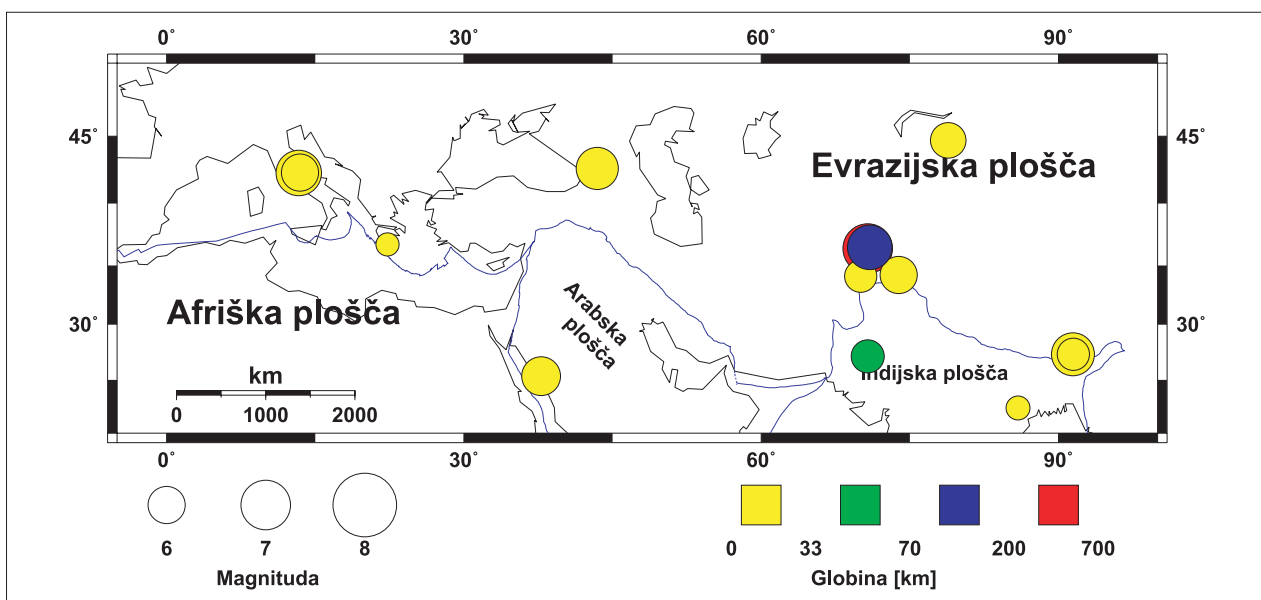 0° 30° 60° 90°
45° 45°
Evrazijska plošča
Afriška plošča
Arabska
plošča
30° 30°
Indijska plošča
km
0 1000 2000
0° 30° 60° 90°
6 7 8
0 33 70 200 700
Magnituda
Globina [km]